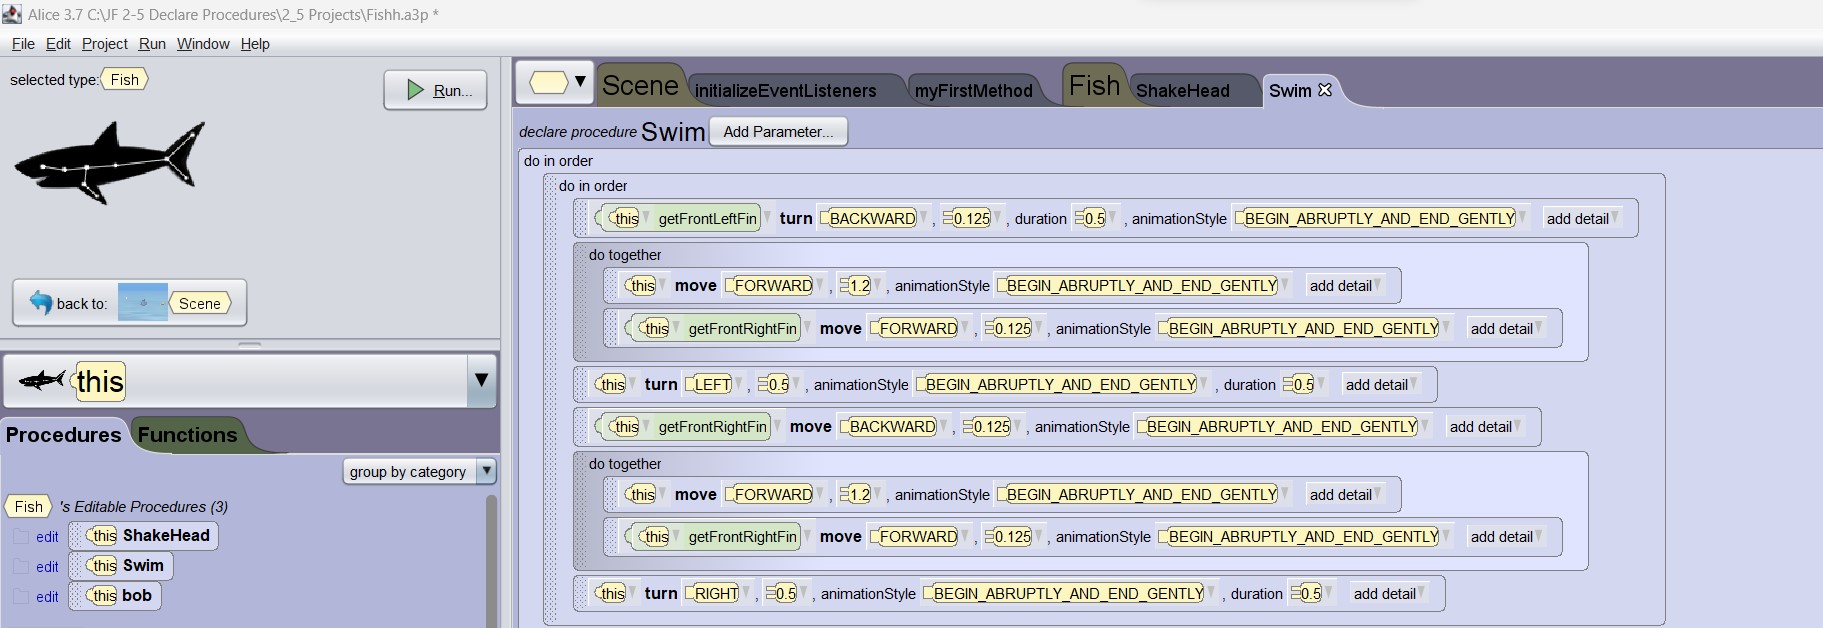 Alice 3.7 C:\JF 2-5 Declare Procedures\2_5 Projects\Fishh.a3p *
File Edit Project Run Window Help
selected type: Fish
Run...
back to: Scene
this
Procedures Functions
group by category
Fish 's Editable Procedures (3)
edit this ShakeHead
edit this Swim
edit this bob
Scene initializeEventListeners myFirstMethod Fish ShakeHead Swim
declare procedure Swim Add Parameter...
do in order
do in order
this getFrontLeftFin turn BACKWARD , 0.125 , duration 0.5 , animationStyle BEGIN_ABRUPTLY_AND_END_GENTLY add detail
do together
this move FORWARD , 1.2 , animationStyle BEGIN_ABRUPTLY_AND_END_GENTLY add detail
this getFrontRightFin move FORWARD , 0.125 , animationStyle BEGIN_ABRUPTLY_AND_END_GENTLY add detail
this turn LEFT , 0.5 , animationStyle BEGIN_ABRUPTLY_AND_END_GENTLY , duration 0.5 add detail
this getFrontRightFin move BACKWARD , 0.125 , animationStyle BEGIN_ABRUPTLY_AND_END_GENTLY add detail
do together
this move FORWARD , 1.2 , animationStyle BEGIN_ABRUPTLY_AND_END_GENTLY add detail
this getFrontRightFin move FORWARD , 0.125 , animationStyle BEGIN_ABRUPTLY_AND_END_GENTLY add detail
this turn RIGHT , 0.5 , animationStyle BEGIN_ABRUPTLY_AND_END_GENTLY , duration 0.5 add detail